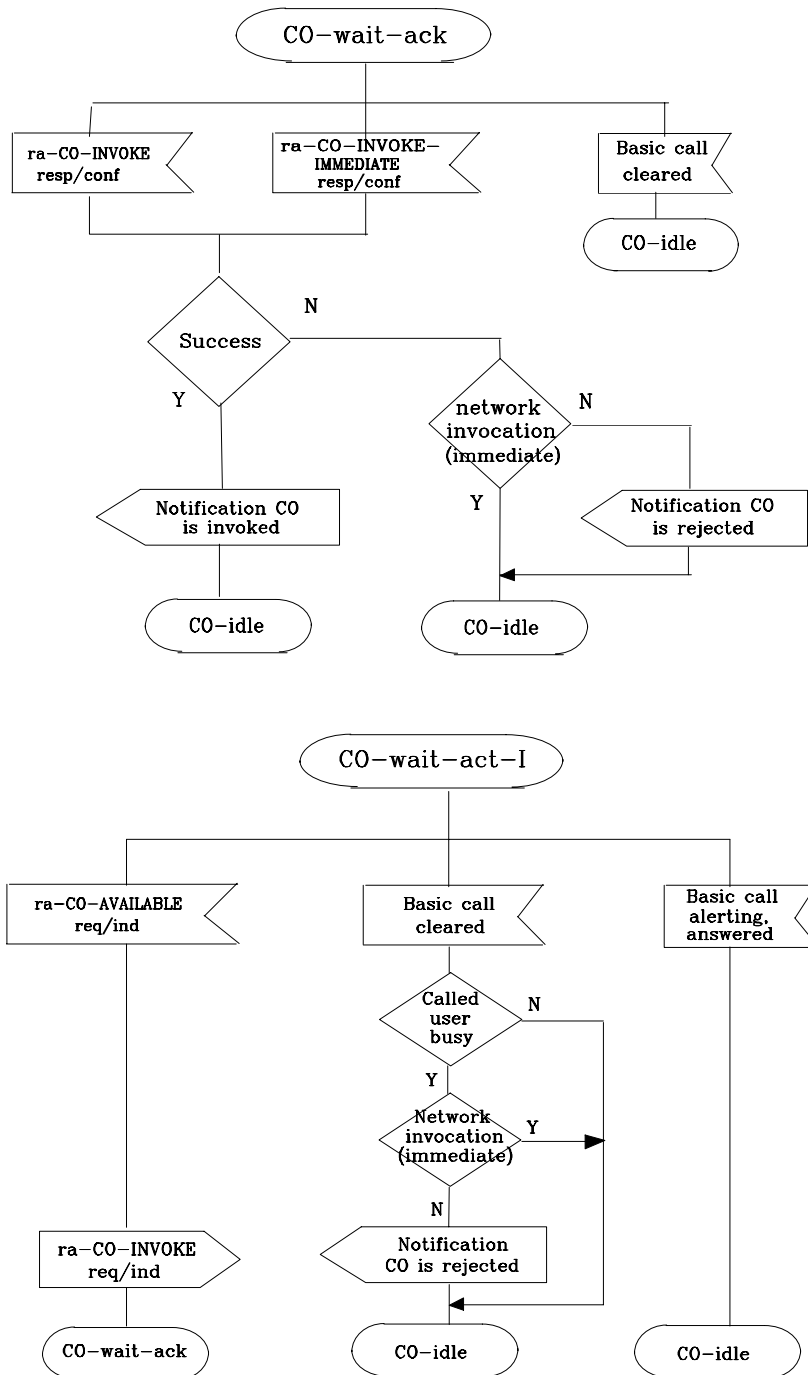 CO-wait-ack
ra-CO-INVOKE
resp/conf
ra-CO-INVOKE-
IMMEDIATE
resp/conf
Basic call
cleared
CO-idle
Success
N
Y
network
invocation
(immediate)
N
Y
Notification CO
is invoked
Notification CO
is rejected
CO-idle
CO-idle
CO-wait-act-I
ra-CO-AVAILABLE
req/ind
Basic call
cleared
Basic call
alerting,
answered
Called
user
busy
N
Y
Network
invocation
(immediate)
Y
N
ra-CO-INVOKE
req/ind
Notification
CO is rejected
CO-wait-ack
CO-idle
CO-idle